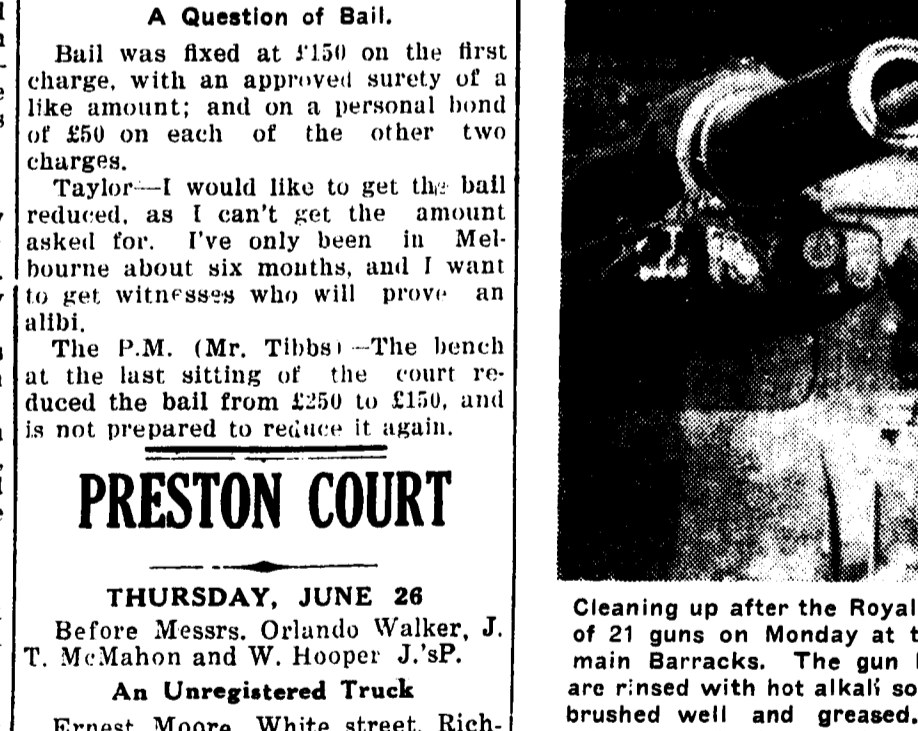 A Question of Bail.
Bail was fixed at £150 on the first
charge, with an approved surety of a
like amount; and on a personal bond
of £50 on each of the other two
charges.
Taylor—I would like to get the bail
reduced, as I can't get the amount
asked for. I've only been in Mel-
bourne about six months, and I want
to get witnesses who will prove an
alibi.
The P.M. (Mr. Tibbs)—The bench
at the last sitting of the court re-
duced the bail from £250 to £150, and
is not prepared to reduce it again.
PRESTON COURT
THURSDAY, JUNE 26
Before Messrs. Orlando Walker, J.
T. McMahon and W. Hooper J.'sP.
An Unregistered Truck
Ernest Moore, White street, Rich-
Cleaning up after the Royal
of 21 guns on Monday at
main Barracks. The gun
are rinsed with hot alkali
brushed well and greased.